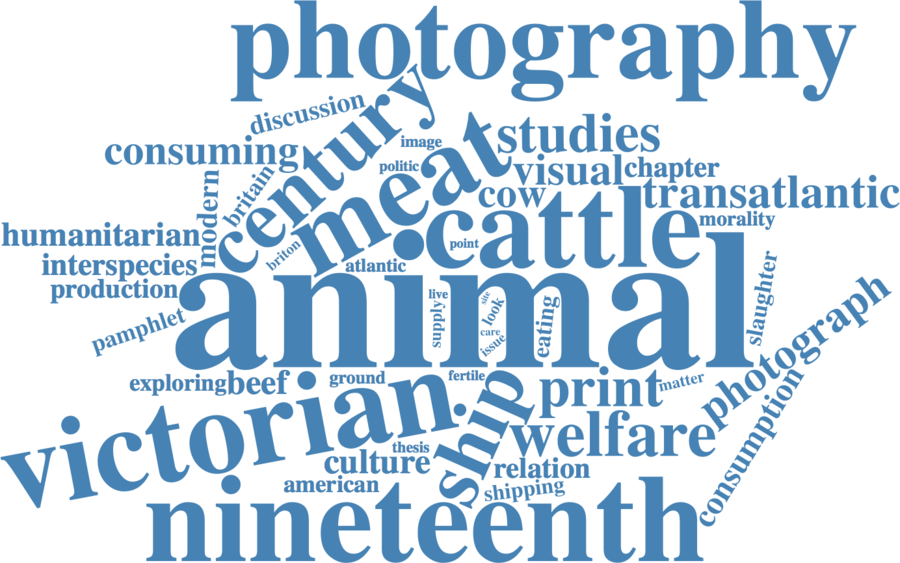 photography
discussion
century
image
studies
consuming
politic
meat
visual
chapter
modern
britain
cow
transatlantic
cattle
morality
humanitarian
briton
point
interspecies
atlantic
production
animal
slaughter
pamphlet
supply
live
site
look
care
issue
eating
photograph
exploring
beef
ground
fertile
print
matter
victorian
ship
consumption
welfare
thesis
culture
relation
american
shipping
nineteenth